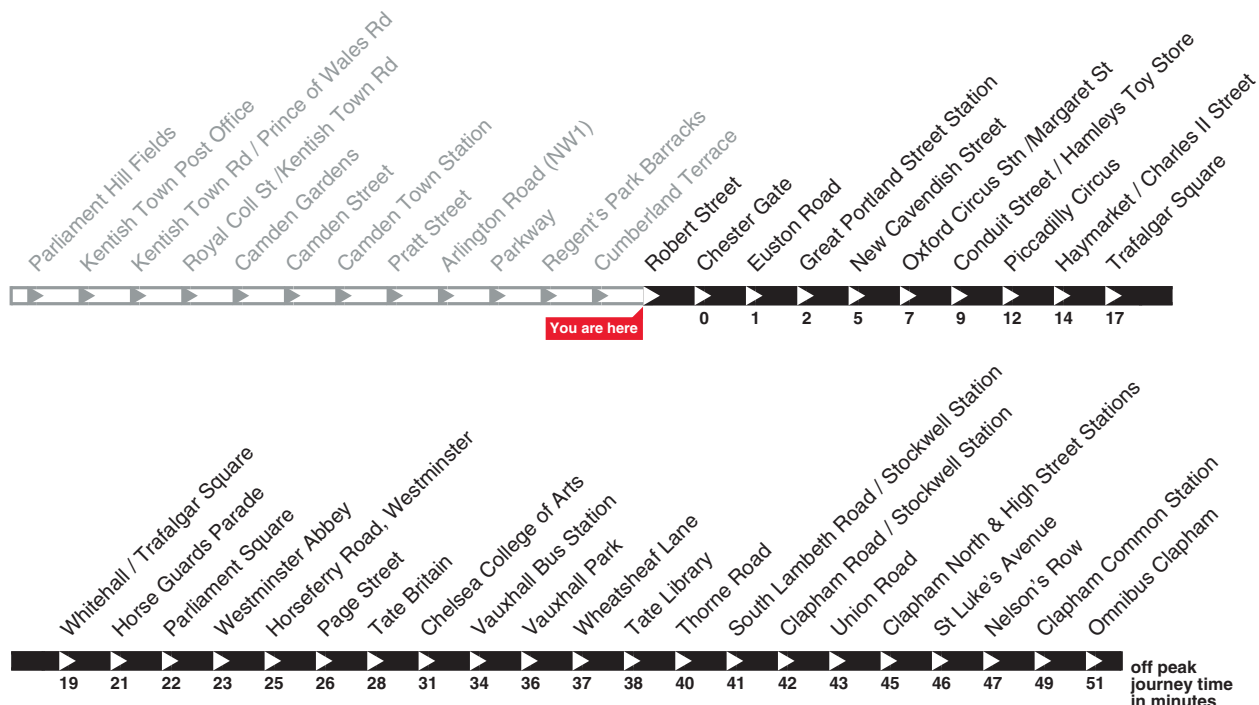 Parliament Hill Fields
Kentish Town Post Office
Kentish Town Rd / Prince of Wales Rd
Royal Coll St /Kentish Town Rd
Camden Gardens
Camden Street
Camden Town Station
Pratt Street
Arlington Road (NW1)
Parkway
Regent's Park Barracks
Cumberland Terrace
Robert Street
Chester Gate
Euston Road
Great Portland Street Station
New Cavendish Street
Oxford Circus Stn /Margaret St
Conduit Street / Hamleys Toy Store
Piccadilly Circus
Haymarket / Charles II Street
Trafalgar Square
You are here
0 1 2 5 7 9 12 14 17
Whitehall / Trafalgar Square
Horse Guards Parade
Parliament Square
Westminster Abbey
Horseferry Road, Westminster
Page Street
Tate Britain
Chelsea College of Arts
Vauxhall Bus Station
Vauxhall Park
Wheatsheaf Lane
Tate Library
Thorne Road
South Lambeth Road / Stockwell Station
Clapham Road / Stockwell Station
Union Road
Clapham North & High Street Stations
St Luke's Avenue
Nelson's Row
Clapham Common Station
Omnibus Clapham
19 21 22 23 25 26 28 31 34 36 37 38 40 41 42 43 45 46 47 49 51
off peak
journey time
in minutes